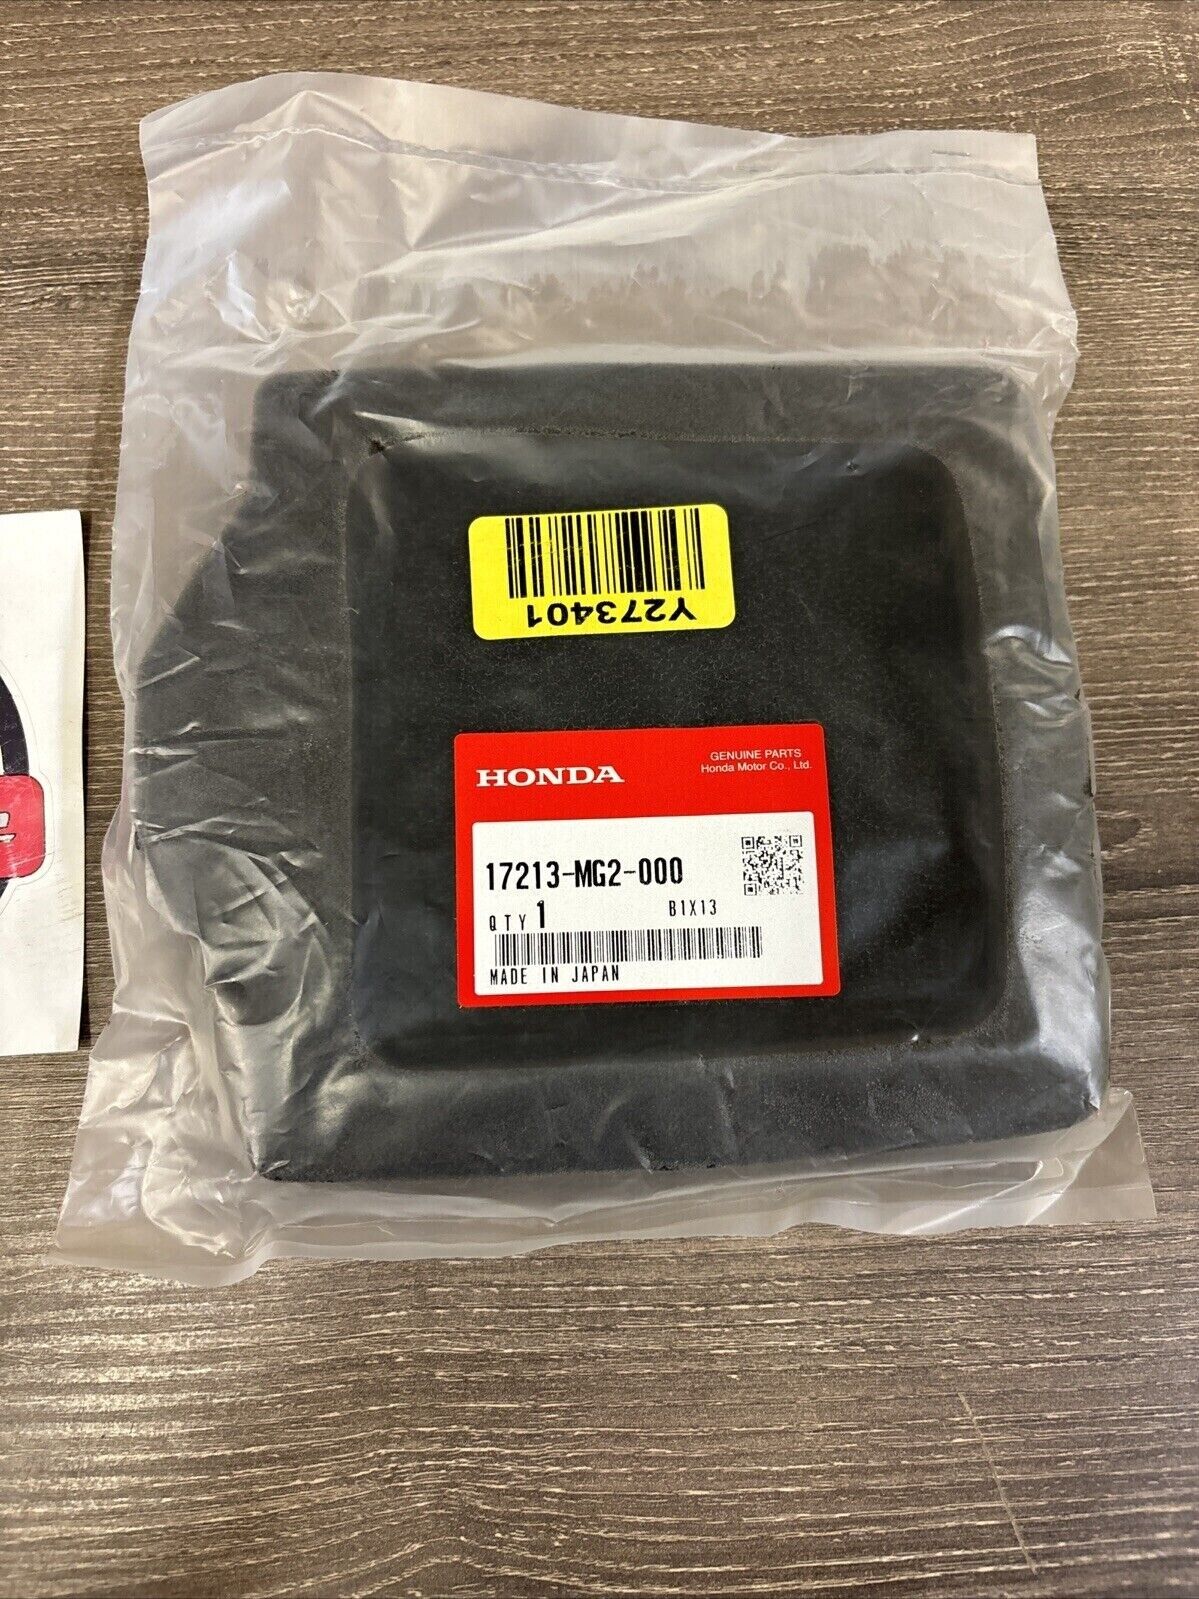 Y273401
HONDA
GENUINE PARTS
Honda Motor Co., Ltd.
17213-MG2-000
QTY 1 B1X13
MADE IN JAPAN